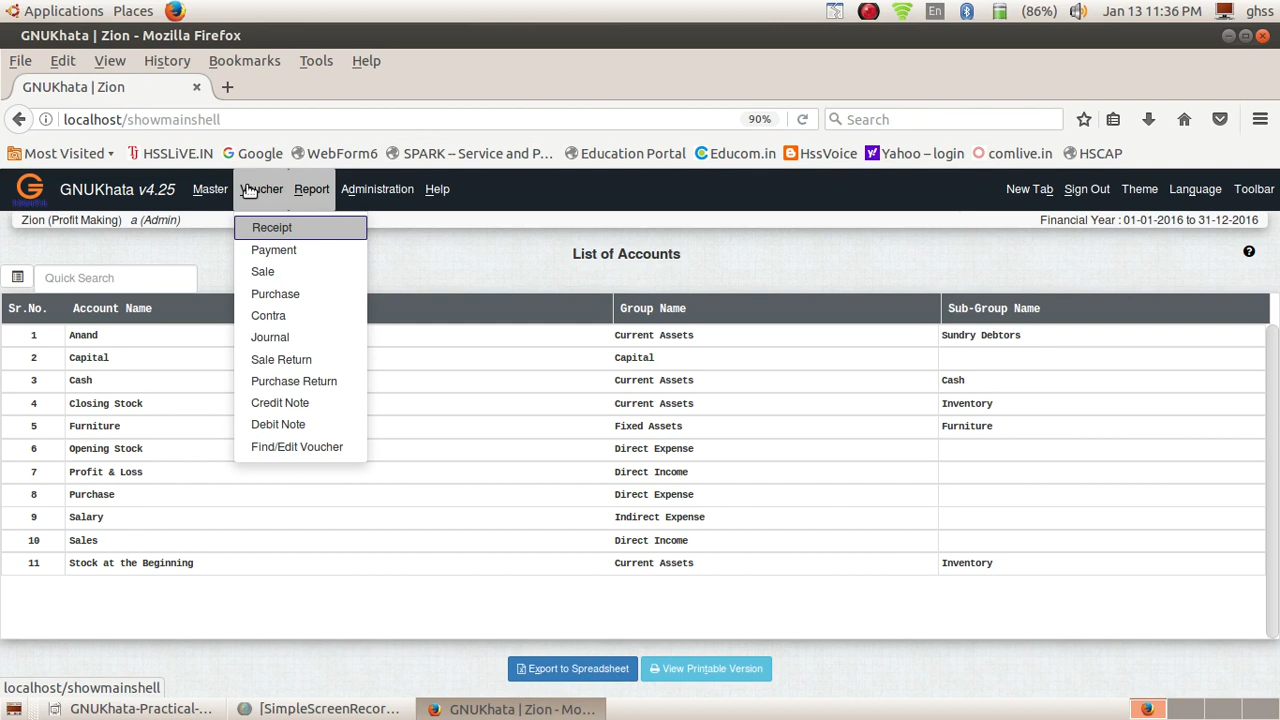 Applications Places En (86%) Jan 13 11:36 PM ghss
GNUKhata | Zion - Mozilla Firefox
File Edit View History Bookmarks Tools Help
GNUKhata | Zion
localhost/showmainshell 90% Search
Most Visited HSSLiVE.IN Google WebForm6 SPARK – Service and P... Education Portal Educom.in HssVoice Yahoo – login comlive.in HSCAP
GNUKhata v4.25 Master Voucher Report Administration Help New Tab Sign Out Theme Language Toolbar
Zion (Profit Making) a (Admin) Financial Year : 01-01-2016 to 31-12-2016
Receipt
Payment
Sale
Purchase
Contra
Journal
Sale Return
Purchase Return
Credit Note
Debit Note
Find/Edit Voucher
List of Accounts
Quick Search
Sr.No. Account Name Group Name Sub-Group Name
1 Anand Current Assets Sundry Debtors
2 Capital Capital
3 Cash Current Assets Cash
4 Closing Stock Current Assets Inventory
5 Furniture Fixed Assets Furniture
6 Opening Stock Direct Expense
7 Profit & Loss Direct Income
8 Purchase Direct Expense
9 Salary Indirect Expense
10 Sales Direct Income
11 Stock at the Beginning Current Assets Inventory
Export to Spreadsheet View Printable Version
localhost/showmainshell
GNUKhata-Practical-... [SimpleScreenRecor... GNUKhata | Zion - Mo...